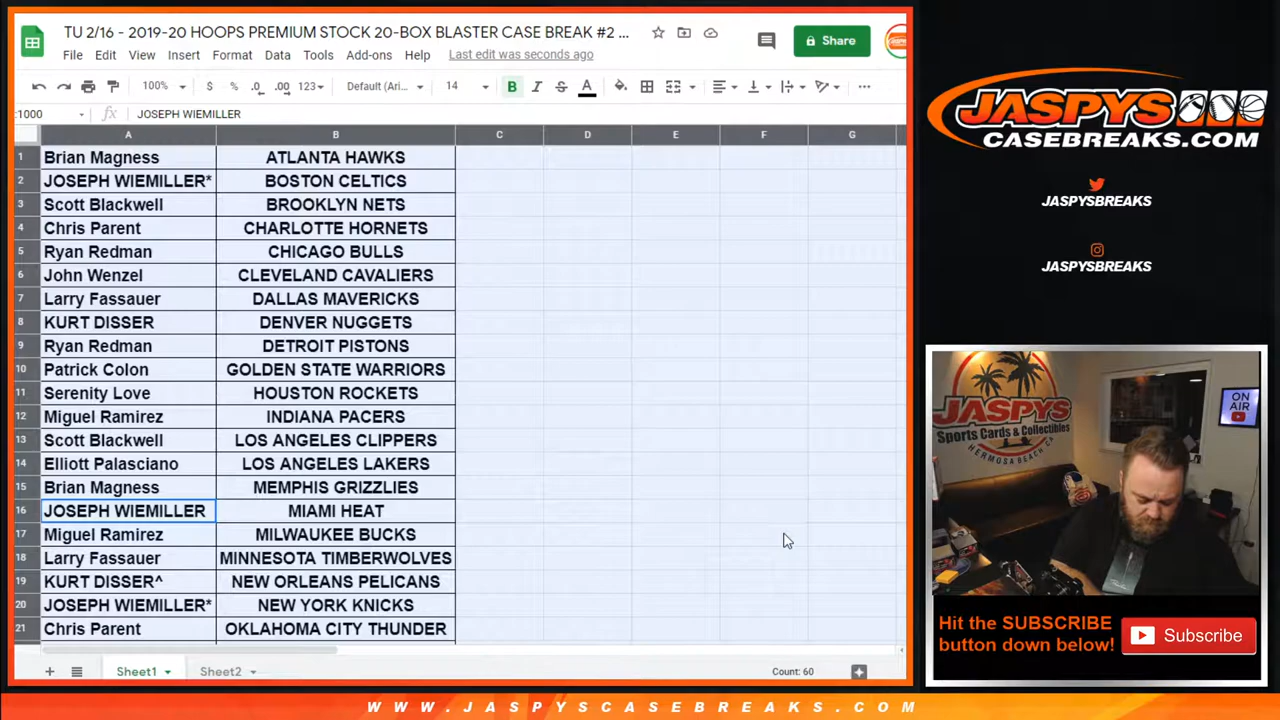 TU 2/16 - 2019-20 HOOPS PREMIUM STOCK 20-BOX BLASTER CASE BREAK #2 ...
File Edit View Insert Format Data Tools Add-ons Help Last edit was seconds ago
Share
100% $ % .0 .00 123 Default (Ari... 14 B I S A
:1000 fx JOSEPH WIEMILLER
A B C D E F G
1 Brian Magness ATLANTA HAWKS
2 JOSEPH WIEMILLER* BOSTON CELTICS
3 Scott Blackwell BROOKLYN NETS
4 Chris Parent CHARLOTTE HORNETS
5 Ryan Redman CHICAGO BULLS
6 John Wenzel CLEVELAND CAVALIERS
7 Larry Fassauer DALLAS MAVERICKS
8 KURT DISSER DENVER NUGGETS
9 Ryan Redman DETROIT PISTONS
10 Patrick Colon GOLDEN STATE WARRIORS
11 Serenity Love HOUSTON ROCKETS
12 Miguel Ramirez INDIANA PACERS
13 Scott Blackwell LOS ANGELES CLIPPERS
14 Elliott Palasciano LOS ANGELES LAKERS
15 Brian Magness MEMPHIS GRIZZLIES
16 JOSEPH WIEMILLER MIAMI HEAT
17 Miguel Ramirez MILWAUKEE BUCKS
18 Larry Fassauer MINNESOTA TIMBERWOLVES
19 KURT DISSER^ NEW ORLEANS PELICANS
20 JOSEPH WIEMILLER* NEW YORK KNICKS
21 Chris Parent OKLAHOMA CITY THUNDER
Sheet1 Sheet2 Count: 60
JASPYS
CASEBREAKS.COM
JASPYSBREAKS
JASPYSBREAKS
JASPYS
Sports Cards & Collectibles
HERMOSA BEACH CA
ON
AIR
Hit the SUBSCRIBE
button down below!
Subscribe
WWW.JASPYSCASEBREAKS.COM